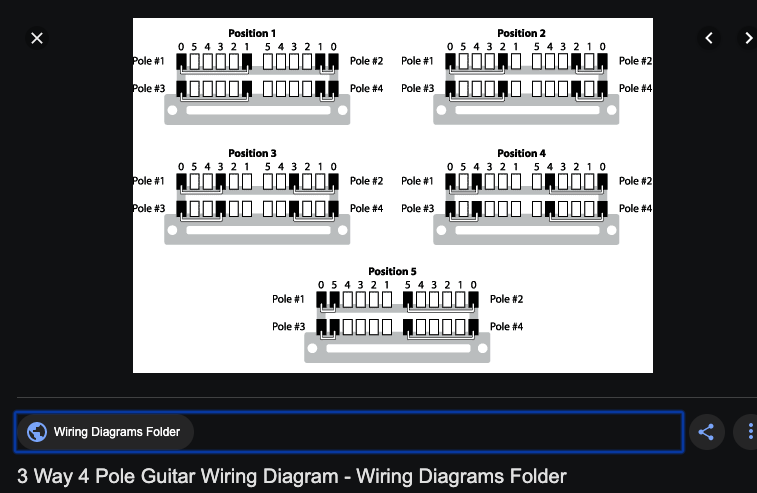 Position 1
0 5 4 3 2 1 5 4 3 2 1 0
Pole #1 Pole #2
Pole #3 Pole #4
Position 2
0 5 4 3 2 1 5 4 3 2 1 0
Pole #1 Pole #2
Pole #3 Pole #4
Position 3
0 5 4 3 2 1 5 4 3 2 1 0
Pole #1 Pole #2
Pole #3 Pole #4
Position 4
0 5 4 3 2 1 5 4 3 2 1 0
Pole #1 Pole #2
Pole #3 Pole #4
Position 5
0 5 4 3 2 1 5 4 3 2 1 0
Pole #1 Pole #2
Pole #3 Pole #4
Wiring Diagrams Folder
3 Way 4 Pole Guitar Wiring Diagram - Wiring Diagrams Folder